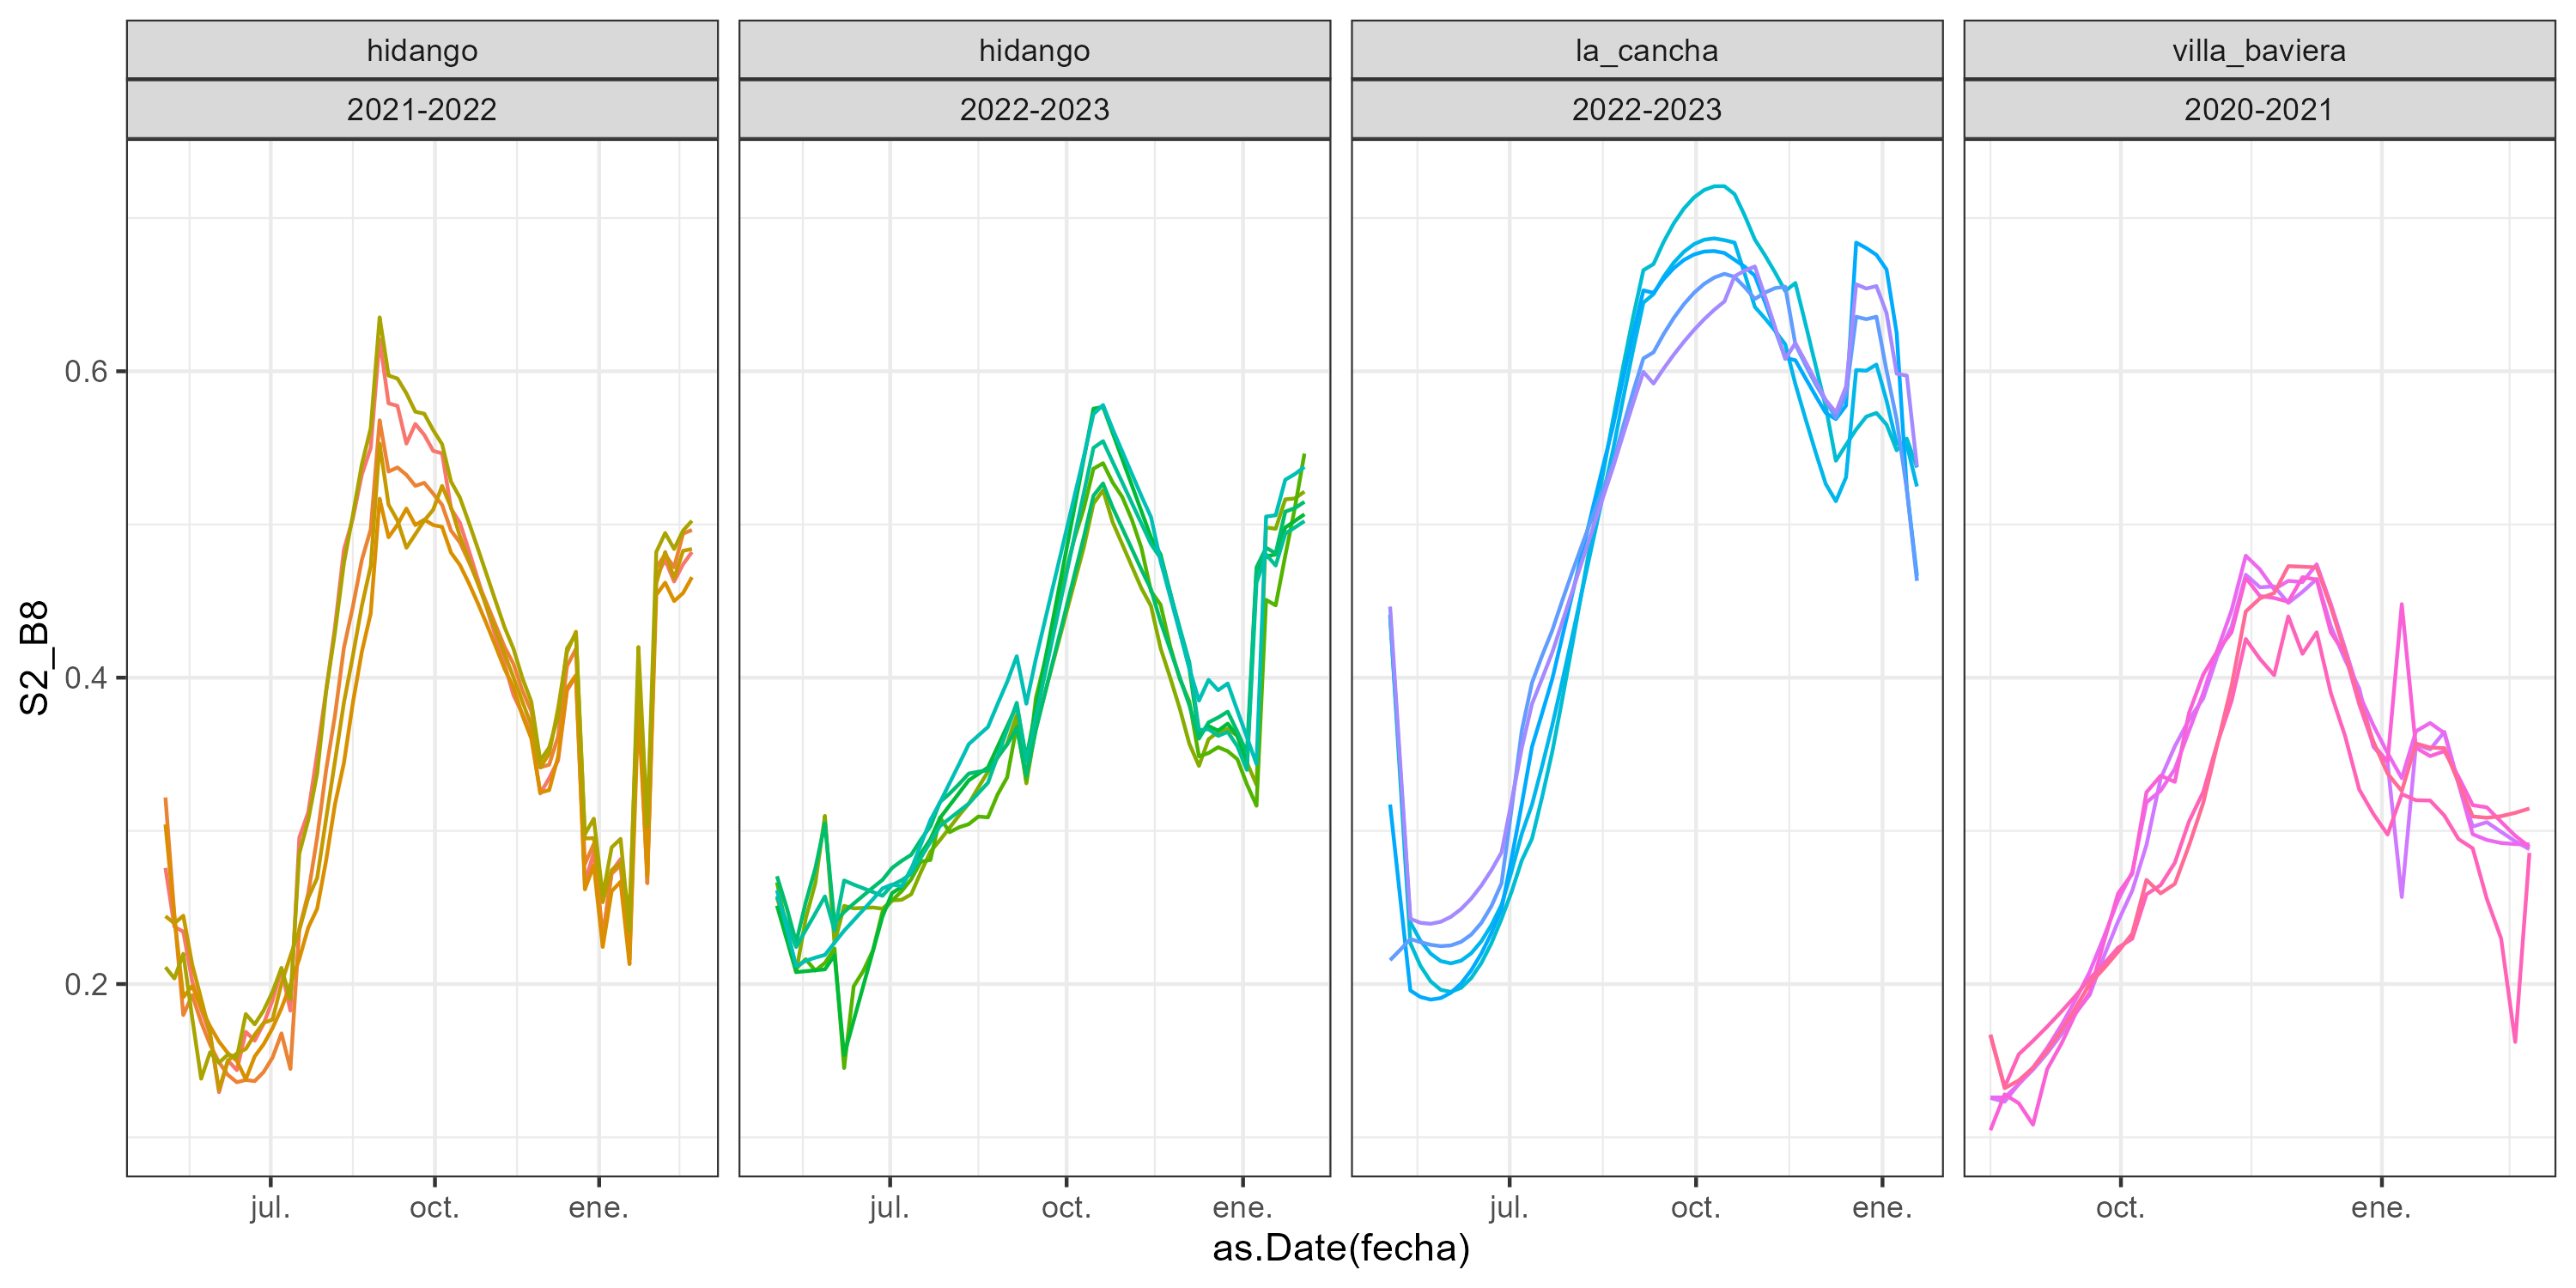 hidango hidango la_cancha villa_baviera
2021-2022 2022-2023 2022-2023 2020-2021
0.6
0.4
0.2
S2_B8
jul. oct. ene. jul. oct. ene. jul. oct. ene. oct. ene.
as.Date(fecha)